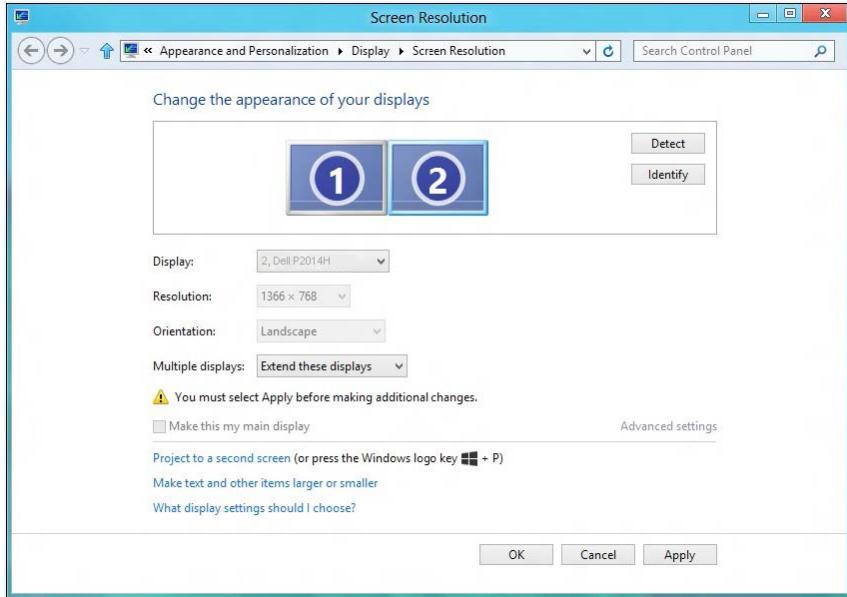 Screen Resolution
« Appearance and Personalization ▸ Display ▸ Screen Resolution
Search Control Panel
Change the appearance of your displays
1 2
Detect
Identify
Display: 2, Dell P2014H
Resolution: 1366 × 768
Orientation: Landscape
Multiple displays: Extend these displays
You must select Apply before making additional changes.
Make this my main display Advanced settings
Project to a second screen (or press the Windows logo key + P)
Make text and other items larger or smaller
What display settings should I choose?
OK Cancel Apply